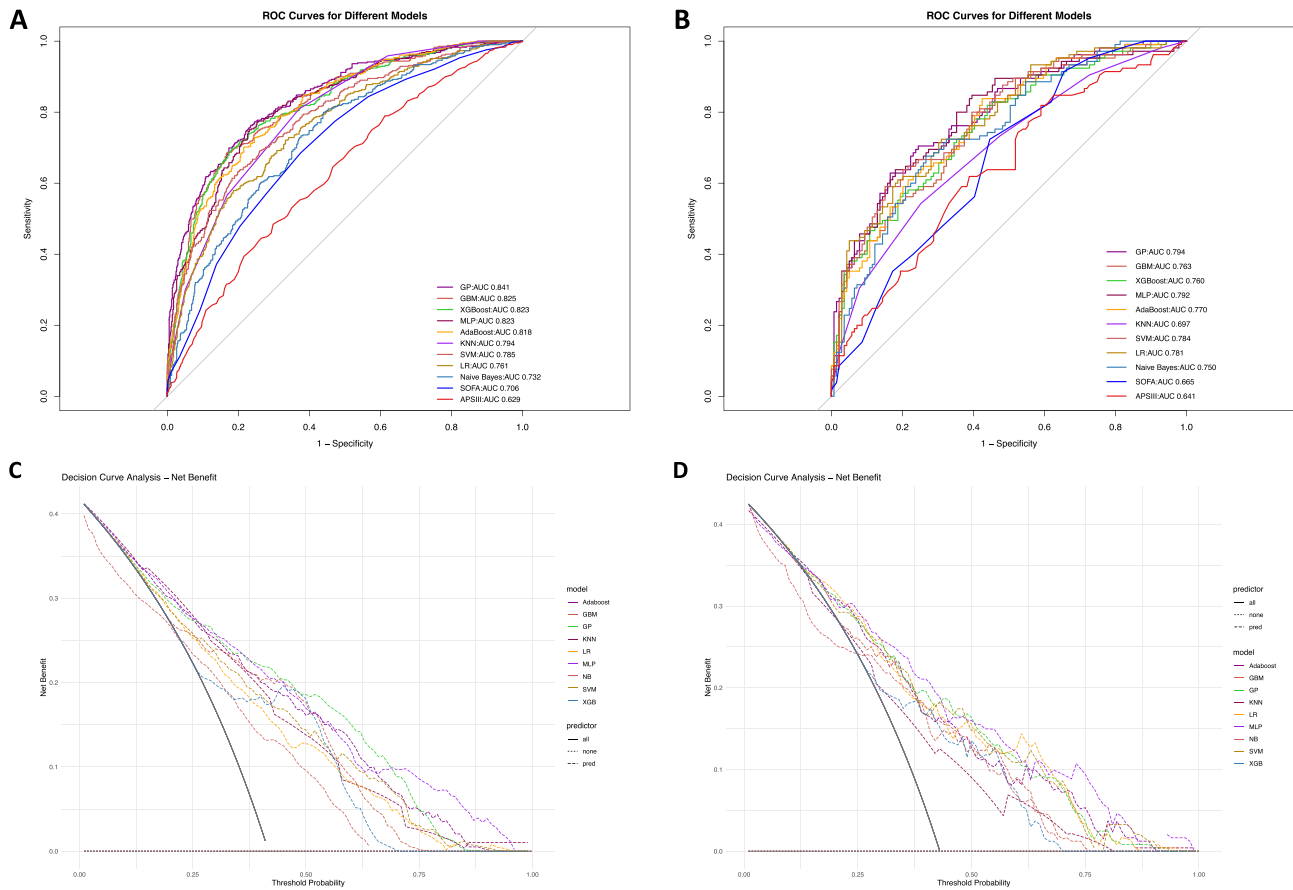 A
ROC Curves for Different Models
Sensitivity
1.0
0.8
0.6
0.4
0.2
0.0
0.0 0.2 0.4 0.6 0.8 1.0
1 – Specificity
GP:AUC 0.841
GBM:AUC 0.825
XGBoost:AUC 0.823
MLP:AUC 0.823
AdaBoost:AUC 0.818
KNN:AUC 0.794
SVM:AUC 0.785
LR:AUC 0.761
Naive Bayes:AUC 0.732
SOFA:AUC 0.706
APSIII:AUC 0.629
B
ROC Curves for Different Models
Sensitivity
1.0
0.8
0.6
0.4
0.2
0.0
0.0 0.2 0.4 0.6 0.8 1.0
1 – Specificity
GP:AUC 0.794
GBM:AUC 0.763
XGBoost:AUC 0.760
MLP:AUC 0.792
AdaBoost:AUC 0.770
KNN:AUC 0.697
SVM:AUC 0.784
LR:AUC 0.781
Naive Bayes:AUC 0.750
SOFA:AUC 0.665
APSIII:AUC 0.641
C
Decision Curve Analysis – Net Benefit
Net Benefit
0.4
0.3
0.2
0.1
0.0
0.00 0.25 0.50 0.75 1.00
Threshold Probability
model
Adaboost
GBM
GP
KNN
LR
MLP
NB
SVM
XGB
predictor
all
none
pred
D
Decision Curve Analysis – Net Benefit
Net Benefit
0.4
0.3
0.2
0.1
0.0
0.00 0.25 0.50 0.75 1.00
Threshold Probability
predictor
all
none
pred
model
Adaboost
GBM
GP
KNN
LR
MLP
NB
SVM
XGB